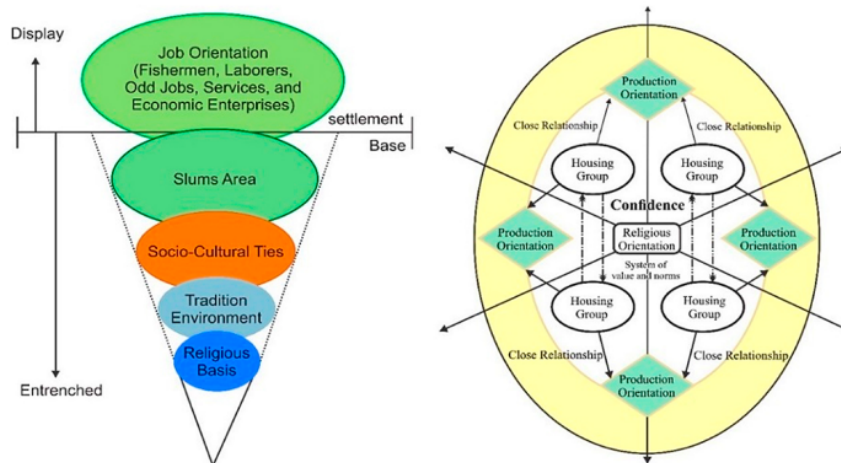 Display
Job Orientation
(Fishermen, Laborers,
Odd Jobs, Services, and
Economic Enterprises)
settlement
Base
Slums Area
Socio-Cultural Ties
Tradition
Environment
Religious
Basis
Entrenched
Production
Orientation
Close Relationship
Close Relationship
Housing
Group
Housing
Group
Confidence
Production
Orientation
Religious
Orientation
Production
Orientation
System of
value and norms
Housing
Group
Housing
Group
Close Relationship
Close Relationship
Production
Orientation